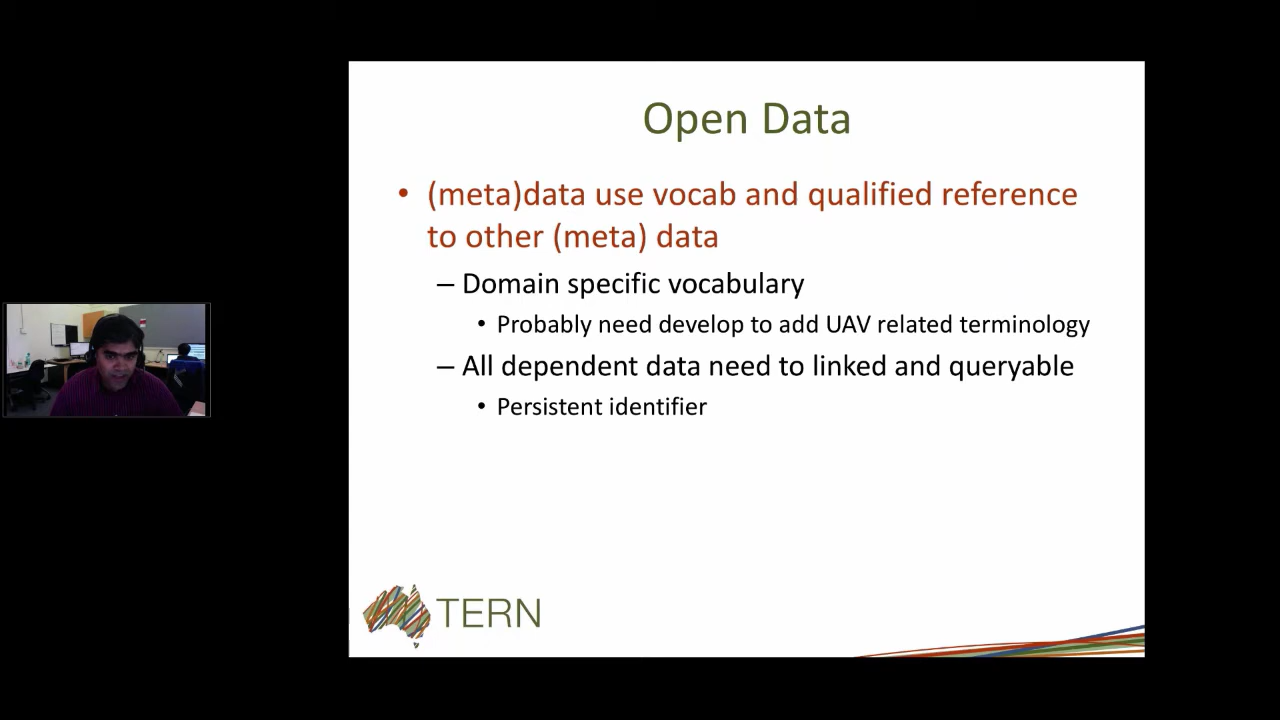 Open Data
• (meta)data use vocab and qualified reference
to other (meta) data
– Domain specific vocabulary
• Probably need develop to add UAV related terminology
– All dependent data need to linked and queryable
• Persistent identifier
TERN